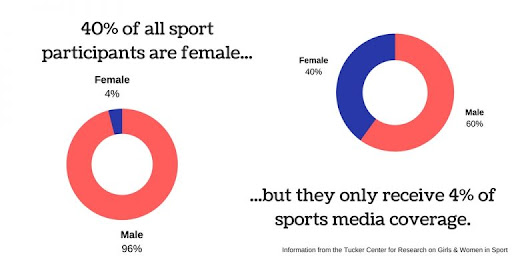 40% of all sport
participants are female...
Female
4%
Male
96%
Female
40%
Male
60%
...but they only receive 4% of
sports media coverage.
Information from the Tucker Center for Research on Girls & Women in Sport